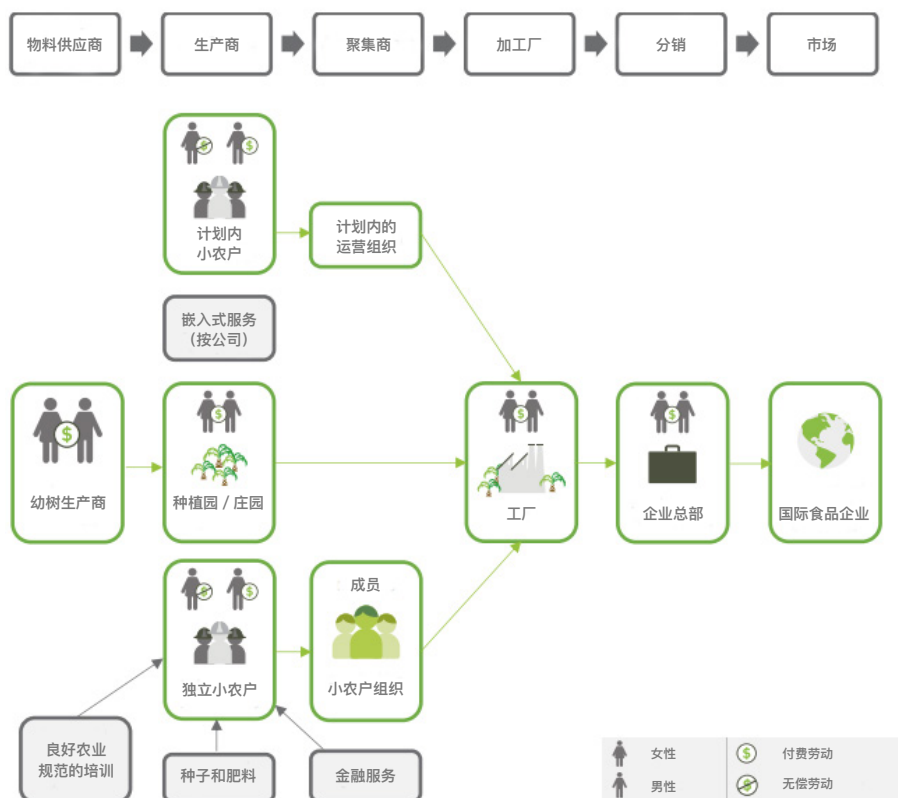 物料供应商
生产商
聚集商
加工厂
分销
市场
$
$
计划内
小农户
计划内的
运营组织
嵌入式服务
（按公司）
$
幼树生产商
$
种植园 / 庄园
$
工厂
$
企业总部
国际食品企业
$
$
独立小农户
成员
小农户组织
良好农业
规范的培训
种子和肥料
金融服务
女性
$
付费劳动
男性
$
无偿劳动